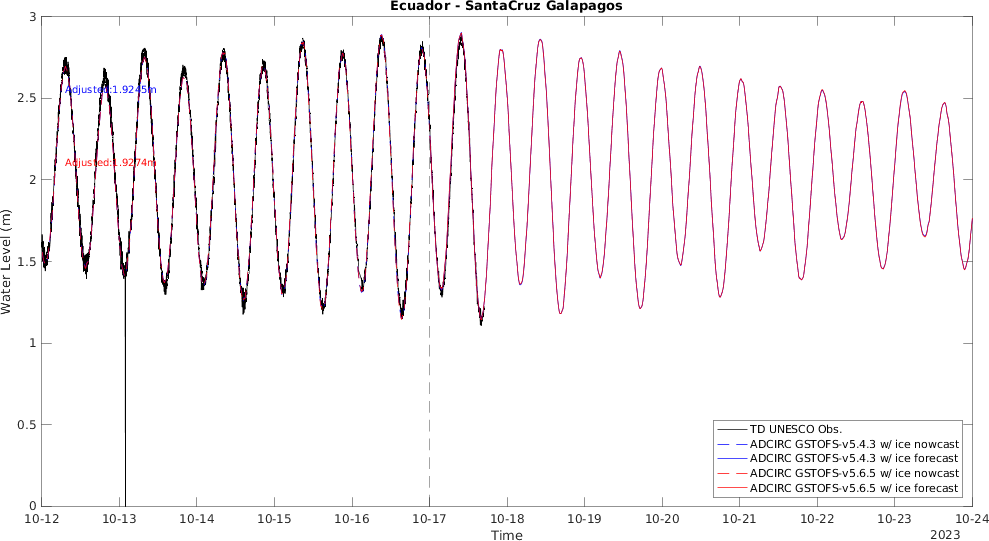 Ecuador - SantaCruz Galapagos
3
2.5
2
1.5
1
0.5
0
Water Level (m)
Adjusted:1.9245m
Adjusted:1.9274m
TD UNESCO Obs.
ADCIRC GSTOFS-v5.4.3 w/ ice nowcast
ADCIRC GSTOFS-v5.4.3 w/ ice forecast
ADCIRC GSTOFS-v5.6.5 w/ ice nowcast
ADCIRC GSTOFS-v5.6.5 w/ ice forecast
10-12 10-13 10-14 10-15 10-16 10-17 10-18 10-19 10-20 10-21 10-22 10-23 10-24
Time
2023